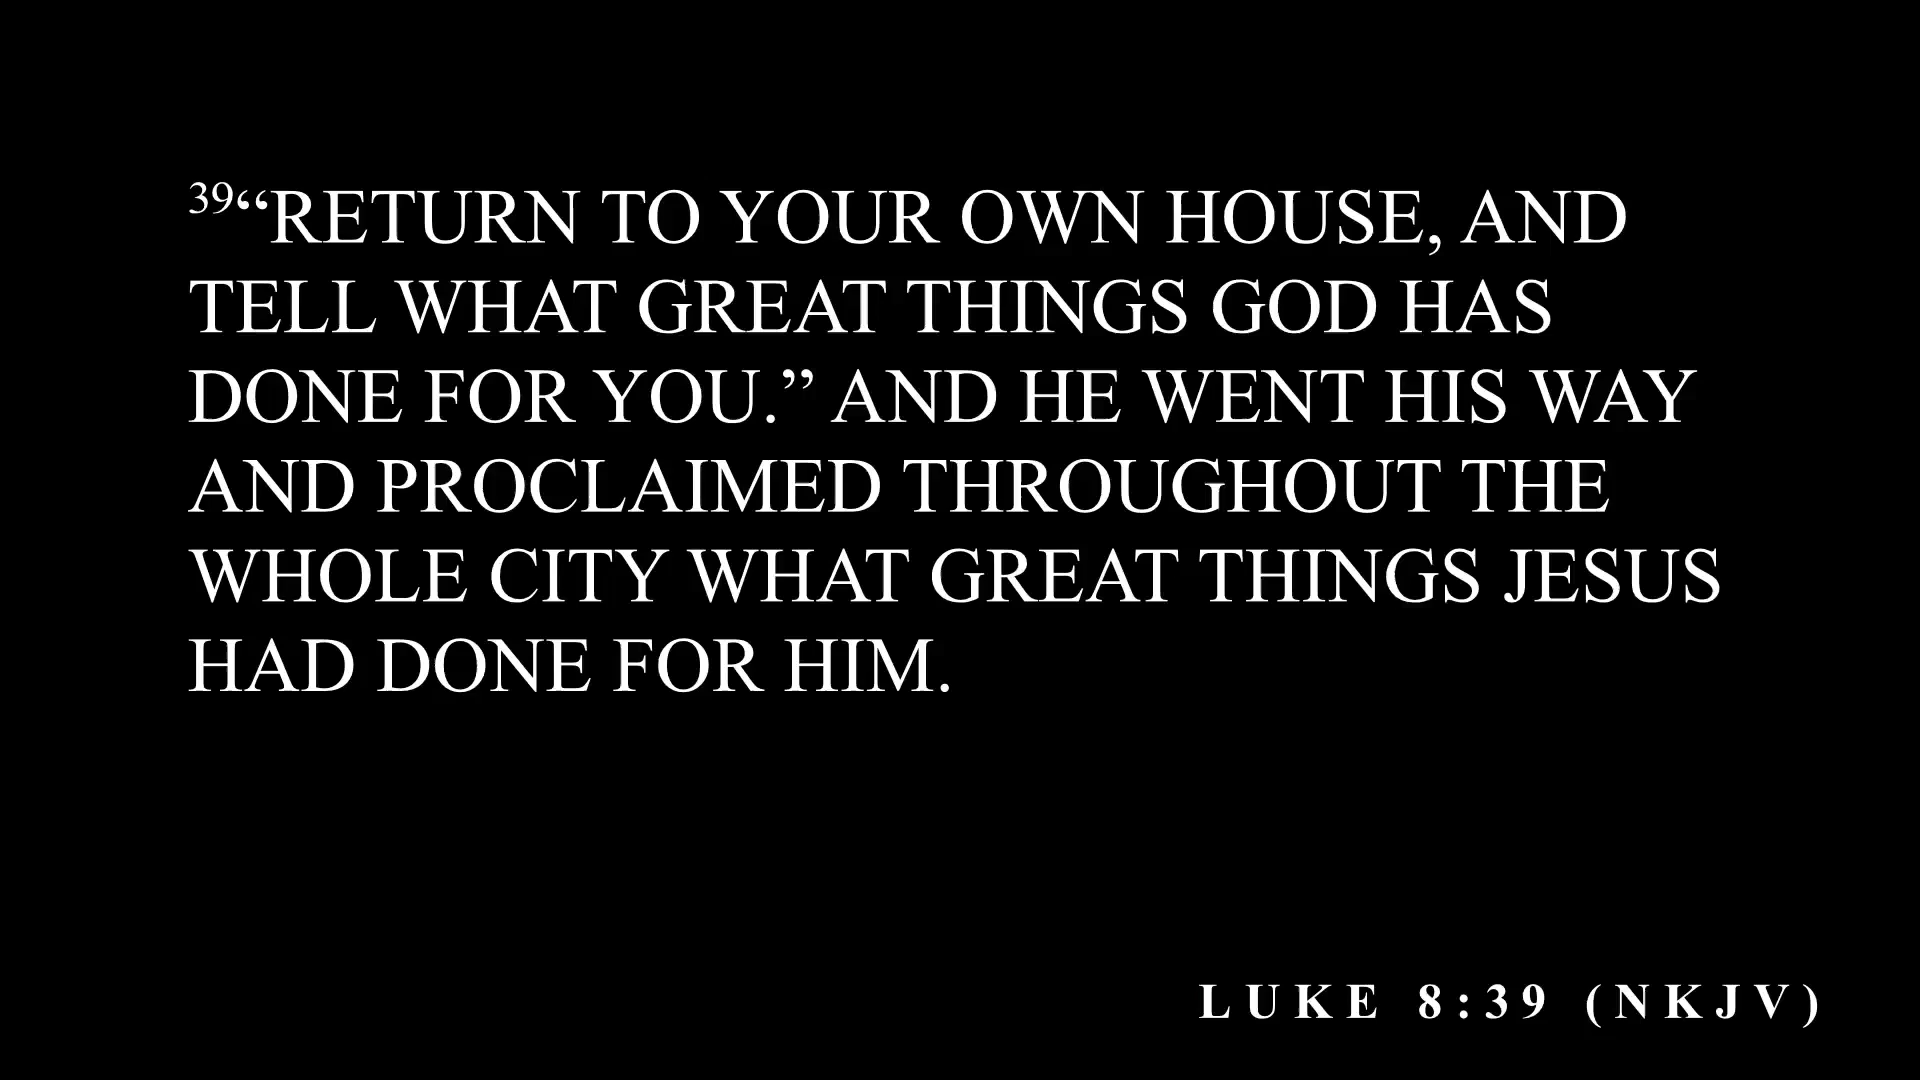 39“RETURN TO YOUR OWN HOUSE, AND
TELL WHAT GREAT THINGS GOD HAS
DONE FOR YOU.” AND HE WENT HIS WAY
AND PROCLAIMED THROUGHOUT THE
WHOLE CITY WHAT GREAT THINGS JESUS
HAD DONE FOR HIM.
LUKE 8:39 (NKJV)